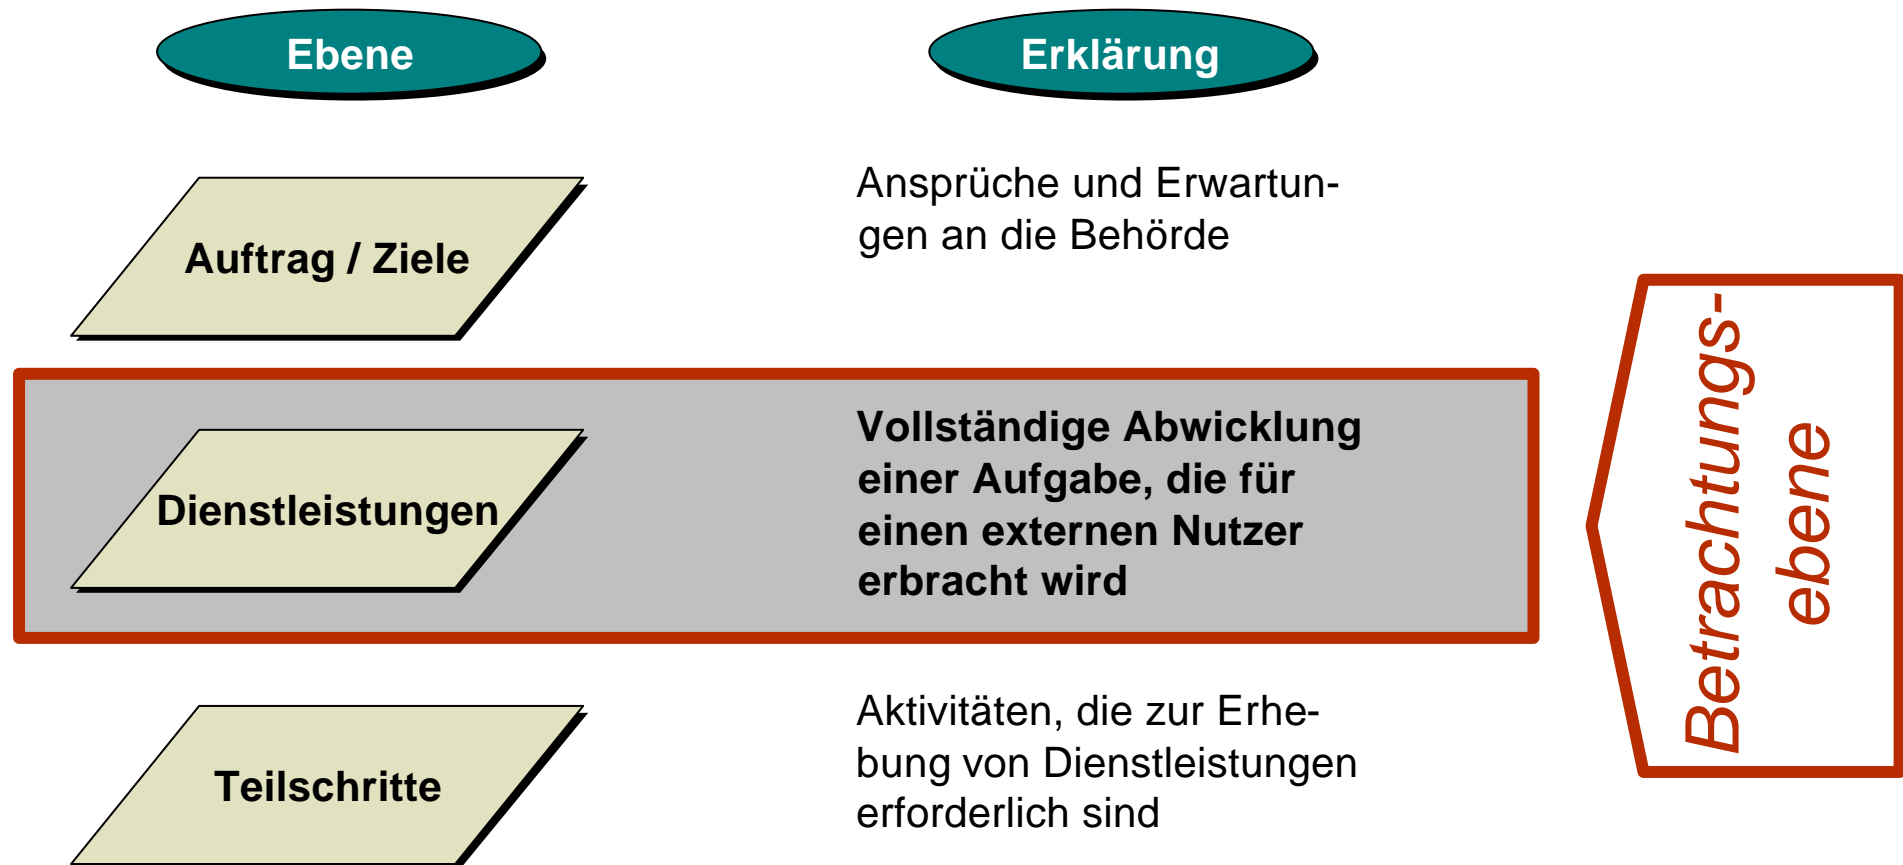 Ebene
Erklärung
Auftrag / Ziele
Ansprüche und Erwartun-
gen an die Behörde
Dienstleistungen
Vollständige Abwicklung
einer Aufgabe, die für
einen externen Nutzer
erbracht wird
Teilschritte
Aktivitäten, die zur Erhe-
bung von Dienstleistungen
erforderlich sind
Betrachtungs-
ebene